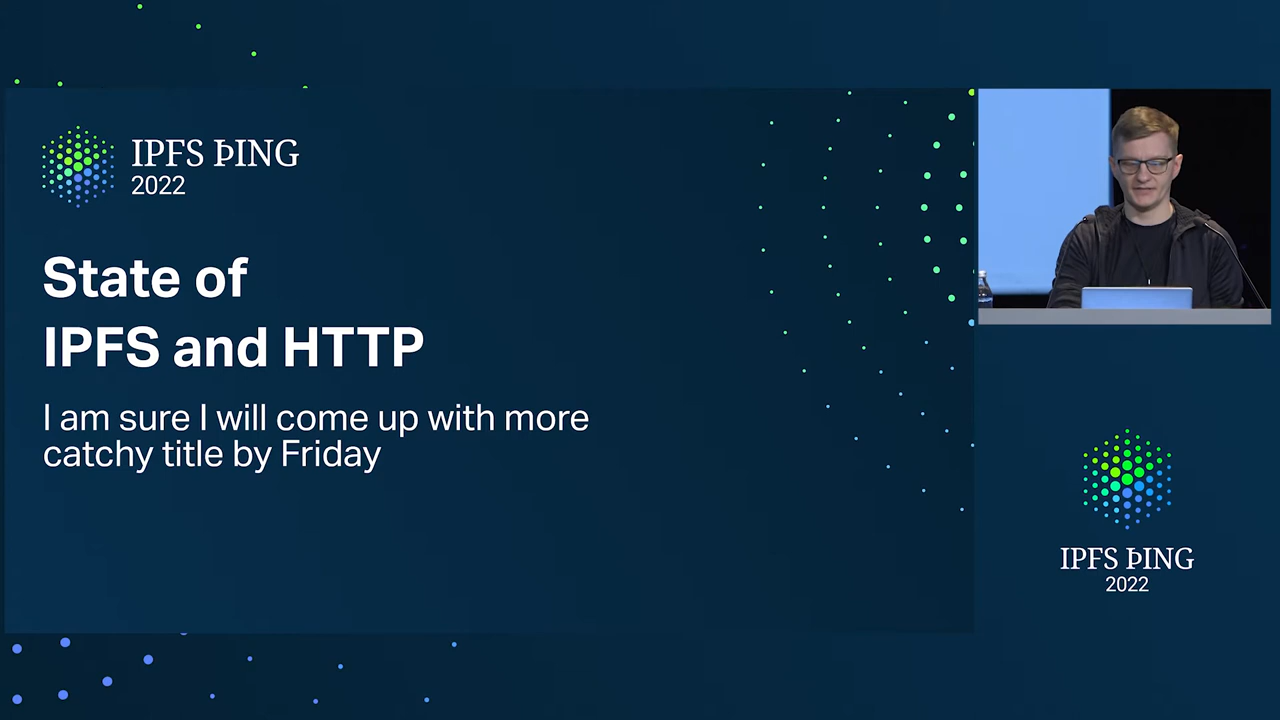 IPFS ÞING
2022
State of
IPFS and HTTP
I am sure I will come up with more
catchy title by Friday
IPFS ÞING
2022